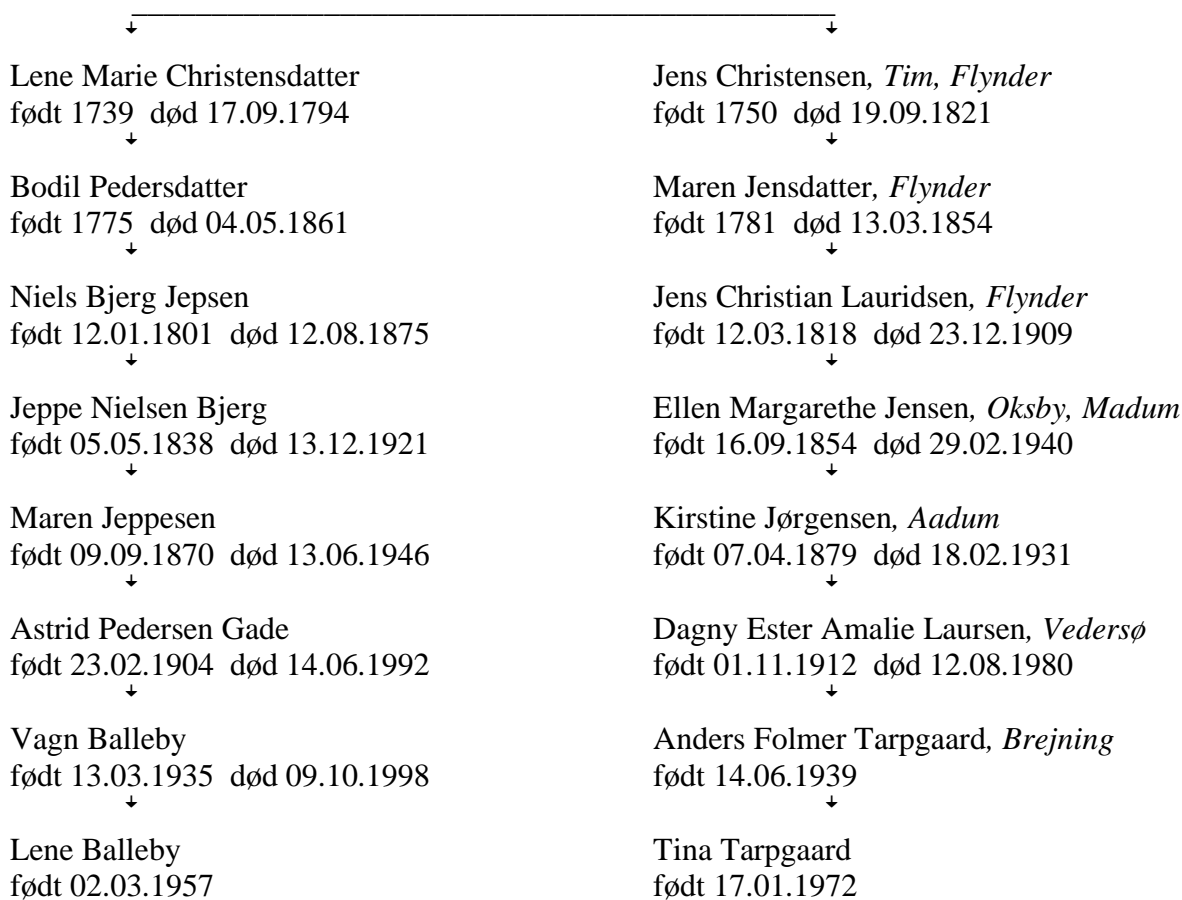 Lene Marie Christensdatter
født 1739 død 17.09.1794
Jens Christensen, Tim, Flynder
født 1750 død 19.09.1821
Bodil Pedersdatter
født 1775 død 04.05.1861
Maren Jensdatter, Flynder
født 1781 død 13.03.1854
Niels Bjerg Jepsen
født 12.01.1801 død 12.08.1875
Jens Christian Lauridsen, Flynder
født 12.03.1818 død 23.12.1909
Jeppe Nielsen Bjerg
født 05.05.1838 død 13.12.1921
Ellen Margarethe Jensen, Oksby, Madum
født 16.09.1854 død 29.02.1940
Maren Jeppesen
født 09.09.1870 død 13.06.1946
Kirstine Jørgensen, Aadum
født 07.04.1879 død 18.02.1931
Astrid Pedersen Gade
født 23.02.1904 død 14.06.1992
Dagny Ester Amalie Laursen, Vedersø
født 01.11.1912 død 12.08.1980
Vagn Balleby
født 13.03.1935 død 09.10.1998
Anders Folmer Tarpgaard, Brejning
født 14.06.1939
Lene Balleby
født 02.03.1957
Tina Tarpgaard
født 17.01.1972